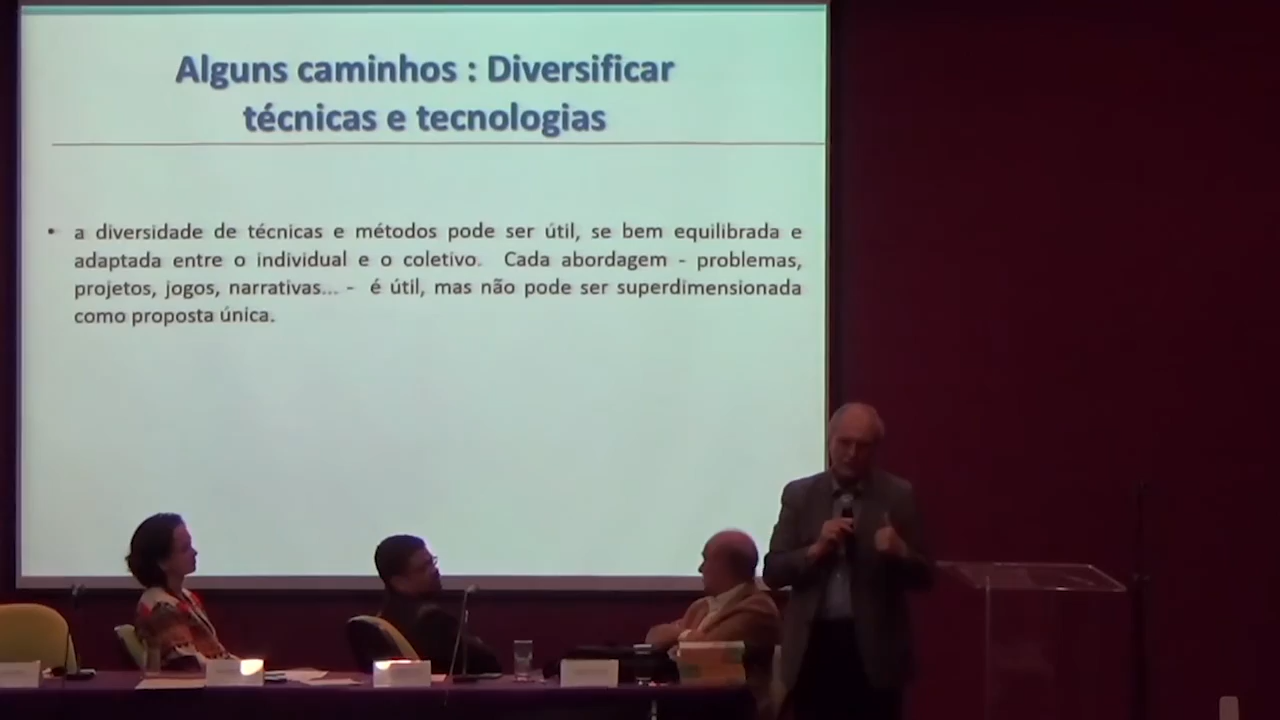 Alguns caminhos : Diversificar
técnicas e tecnologias
• a diversidade de técnicas e métodos pode ser útil, se bem equilibrada e
adaptada entre o individual e o coletivo. Cada abordagem - problemas,
projetos, jogos, narrativas... - é útil, mas não pode ser superdimensionada
como proposta única.